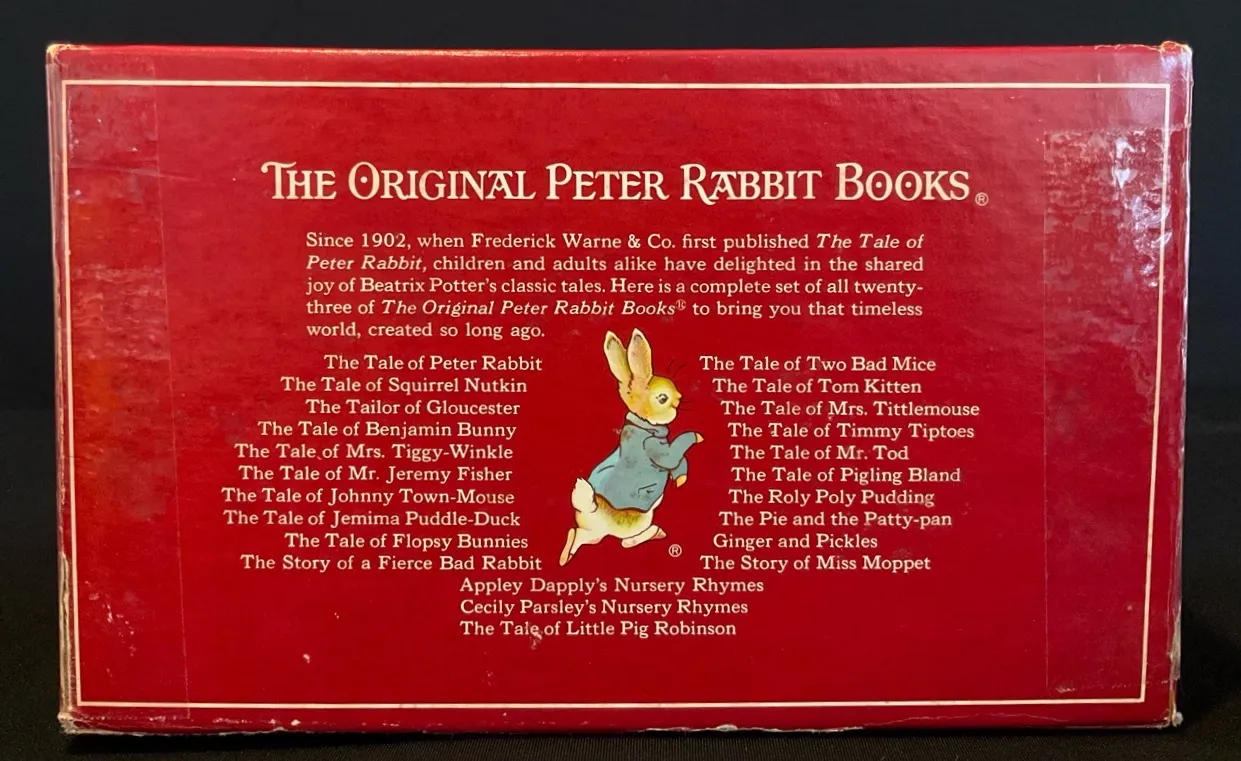 THE ORIGINAL PETER RABBIT BOOKS®
Since 1902, when Frederick Warne & Co. first published The Tale of
Peter Rabbit, children and adults alike have delighted in the shared
joy of Beatrix Potter's classic tales. Here is a complete set of all twenty-
three of The Original Peter Rabbit Books® to bring you that timeless
world, created so long ago.
The Tale of Peter Rabbit
The Tale of Squirrel Nutkin
The Tailor of Gloucester
The Tale of Benjamin Bunny
The Tale of Mrs. Tiggy-Winkle
The Tale of Mr. Jeremy Fisher
The Tale of Johnny Town-Mouse
The Tale of Jemima Puddle-Duck
The Tale of Flopsy Bunnies
The Story of a Fierce Bad Rabbit
The Tale of Two Bad Mice
The Tale of Tom Kitten
The Tale of Mrs. Tittlemouse
The Tale of Timmy Tiptoes
The Tale of Mr. Tod
The Tale of Pigling Bland
The Roly Poly Pudding
The Pie and the Patty-pan
Ginger and Pickles
The Story of Miss Moppet
®
Appley Dapply's Nursery Rhymes
Cecily Parsley's Nursery Rhymes
The Tale of Little Pig Robinson